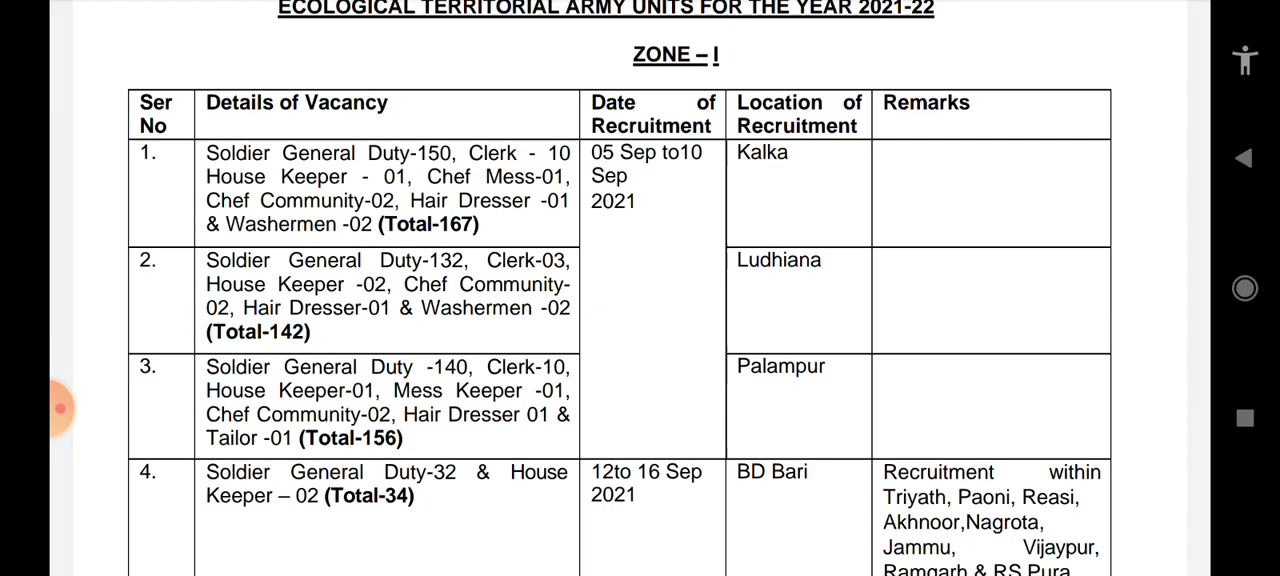 ECOLOGICAL TERRITORIAL ARMY UNITS FOR THE YEAR 2021-22
ZONE – I
Ser No
Details of Vacancy
Date of
Recruitment
Location of
Recruitment
Remarks
1.
Soldier General Duty-150, Clerk - 10
House Keeper - 01, Chef Mess-01,
Chef Community-02, Hair Dresser -01
& Washermen -02 (Total-167)
05 Sep to10
Sep
2021
Kalka
2.
Soldier General Duty-132, Clerk-03,
House Keeper -02, Chef Community-
02, Hair Dresser-01 & Washermen -02
(Total-142)
Ludhiana
3.
Soldier General Duty -140, Clerk-10,
House Keeper-01, Mess Keeper -01,
Chef Community-02, Hair Dresser 01 &
Tailor -01 (Total-156)
Palampur
4.
Soldier General Duty-32 & House
Keeper – 02 (Total-34)
12to 16 Sep
2021
BD Bari
Recruitment within
Triyath, Paoni, Reasi,
Akhnoor,Nagrota,
Jammu, Vijaypur,
Ramgarh & RS Pura